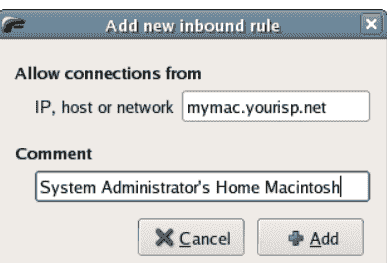 Add new inbound rule
Allow connections from
IP, host or network mymac.yourisp.net
Comment
System Administrator's Home Macintosh
Cancel Add